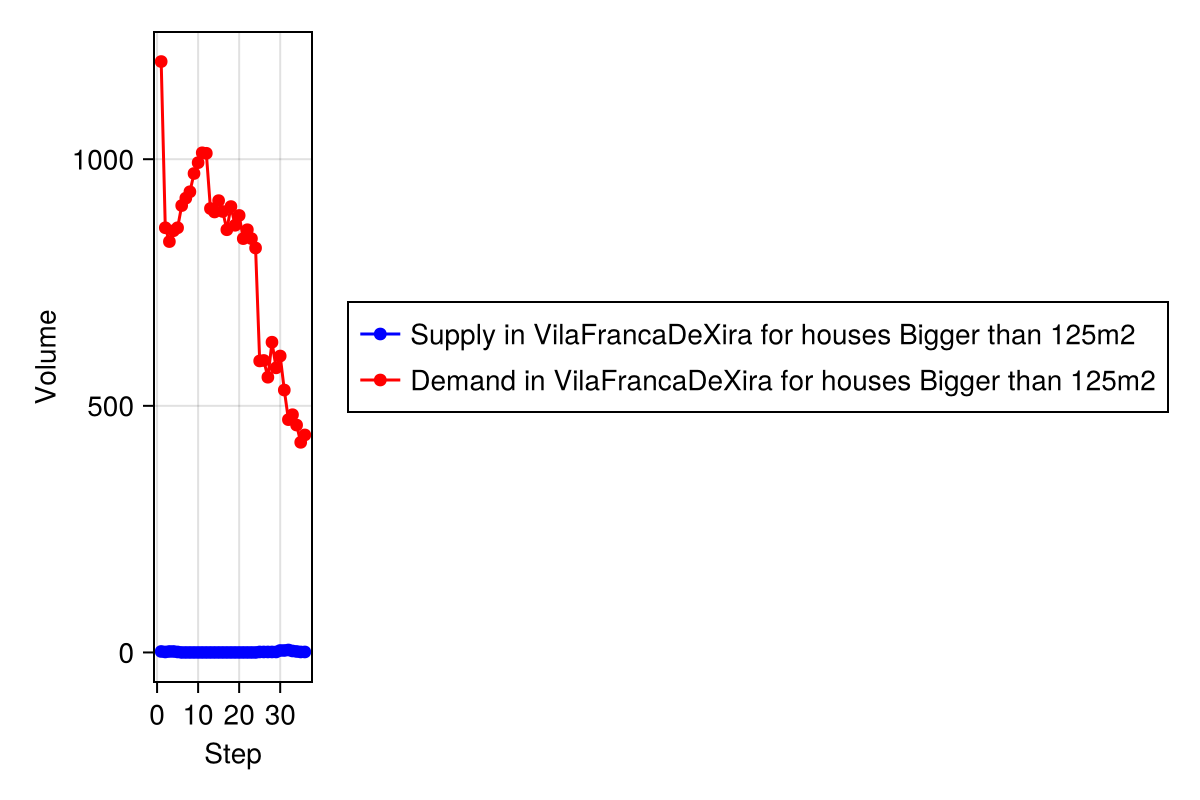 1000
500
0
Volume
0 10 20 30
Step
Supply in VilaFrancaDeXira for houses Bigger than 125m2
Demand in VilaFrancaDeXira for houses Bigger than 125m2